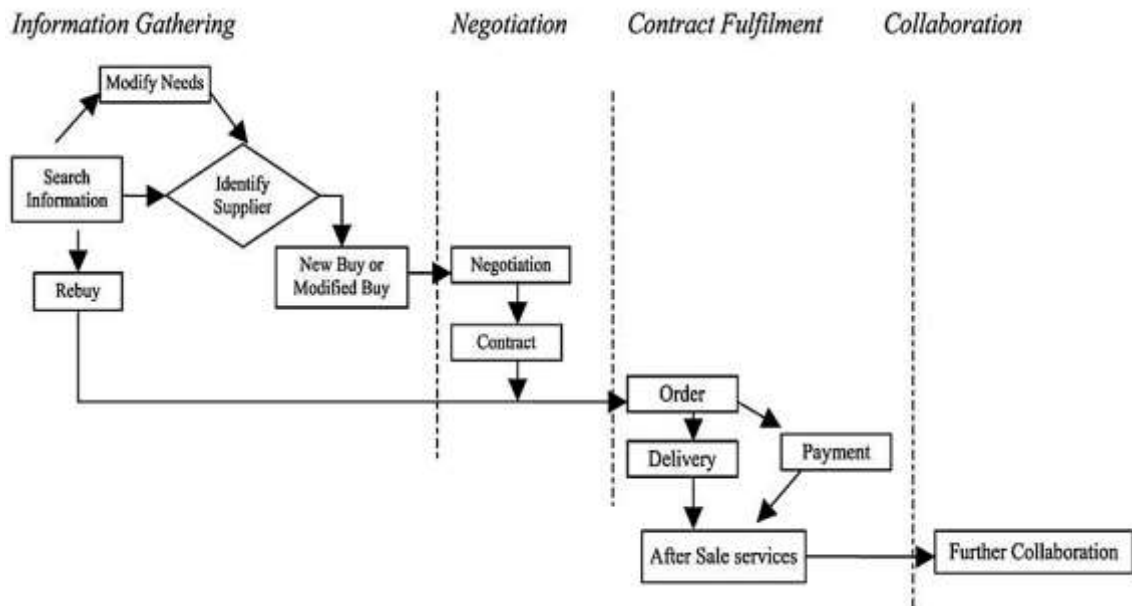 Information Gathering
Negotiation
Contract Fulfilment
Collaboration
Modify Needs
Search
Information
Identify
Supplier
Rebuy
New Buy or
Modified Buy
Negotiation
Contract
Order
Delivery
Payment
After Sale services
Further Collaboration